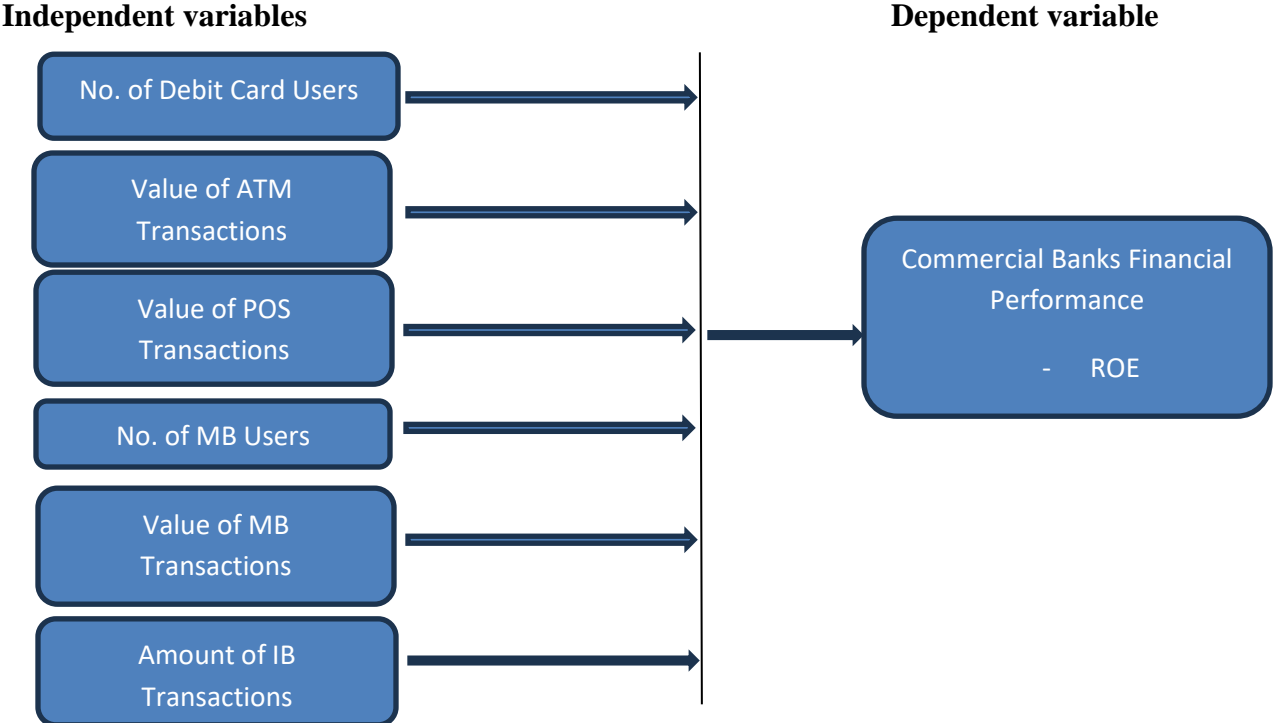 Independent variables
Dependent variable
No. of Debit Card Users
Value of ATM
Transactions
Value of POS
Transactions
No. of MB Users
Value of MB
Transactions
Amount of IB
Transactions
Commercial Banks Financial
Performance
- ROE